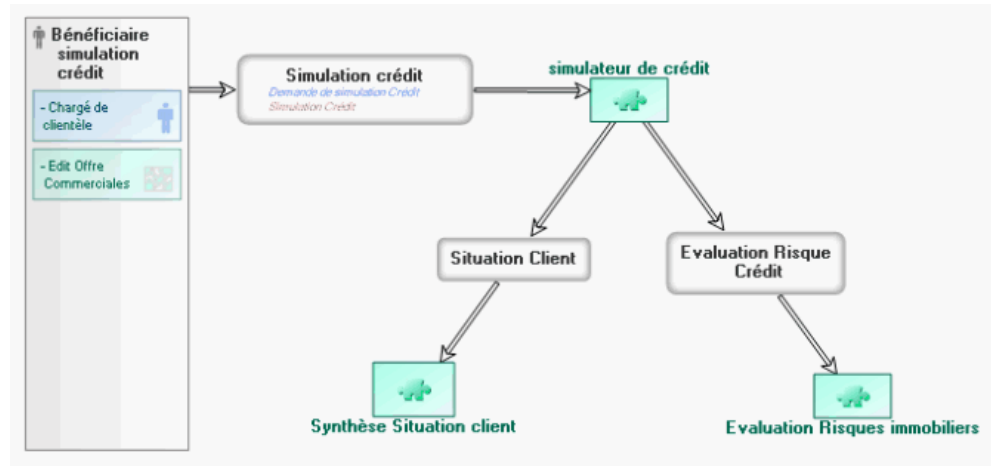 Bénéficiaire
simulation
crédit
- Chargé de
clientèle
- Edit Offre
Commerciales
Simulation crédit
Demande de simulation Crédit
Simulation Crédit
simulateur de crédit
Situation Client
Evaluation Risque
Crédit
Synthèse Situation client
Evaluation Risques immobiliers